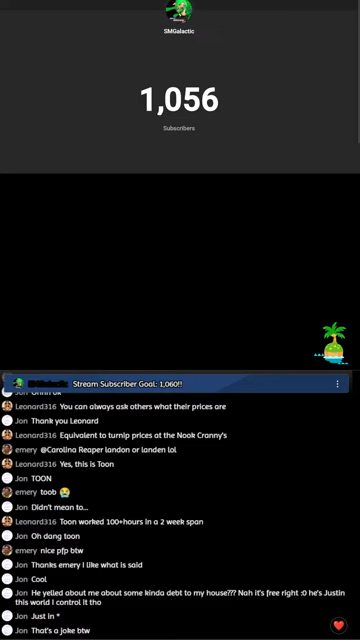 SMGalactic
1,056
Subscribers
Stream Subscriber Goal: 1,060!!
Jon
Leonard316 You can always ask others what their prices are
Jon Thank you Leonard
Leonard316 Equivalent to turnip prices at the Nook Cranny's
emery @Carolina Reaper landon or landen lol
Leonard316 Yes, this is Toon
Jon TOON
emery toob 😭
Jon Didn't mean to...
Leonard316 Toon worked 100+hours in a 2 week span
Jon Oh dang toon
emery nice pfp btw
Jon Thanks emery I like what is said
Jon Cool
Jon He yelled about me about some kinda debt to my house??? Nah it's free right :0 he's Justin
this world I control it tho
Jon Just in *
Jon That's a joke btw